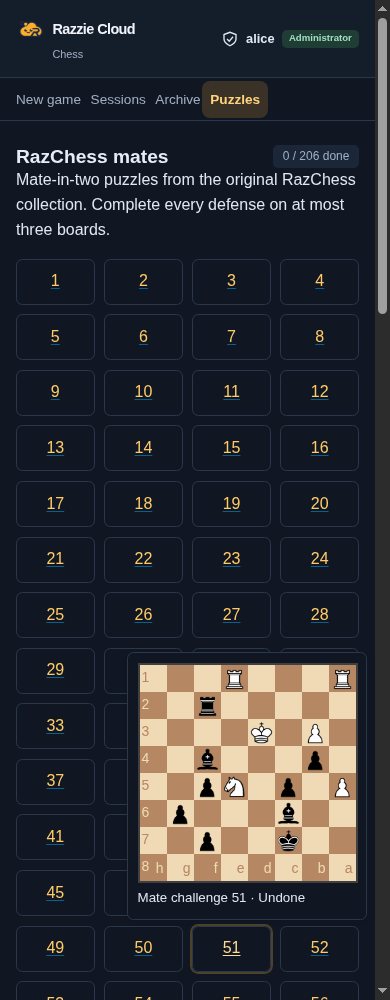 Razzie Cloud
Chess
alice Administrator
New game Sessions Archive Puzzles
RazChess mates 0 / 206 done
Mate-in-two puzzles from the original RazChess
collection. Complete every defense on at most
three boards.
1 2 3 4
5 6 7 8
9 10 11 12
13 14 15 16
17 18 19 20
21 22 23 24
25 26 27 28
29
33
37
41
45
1
2
3
4
5
6
7
8 h g f e d c b a
Mate challenge 51 · Undone
49 50 51 52